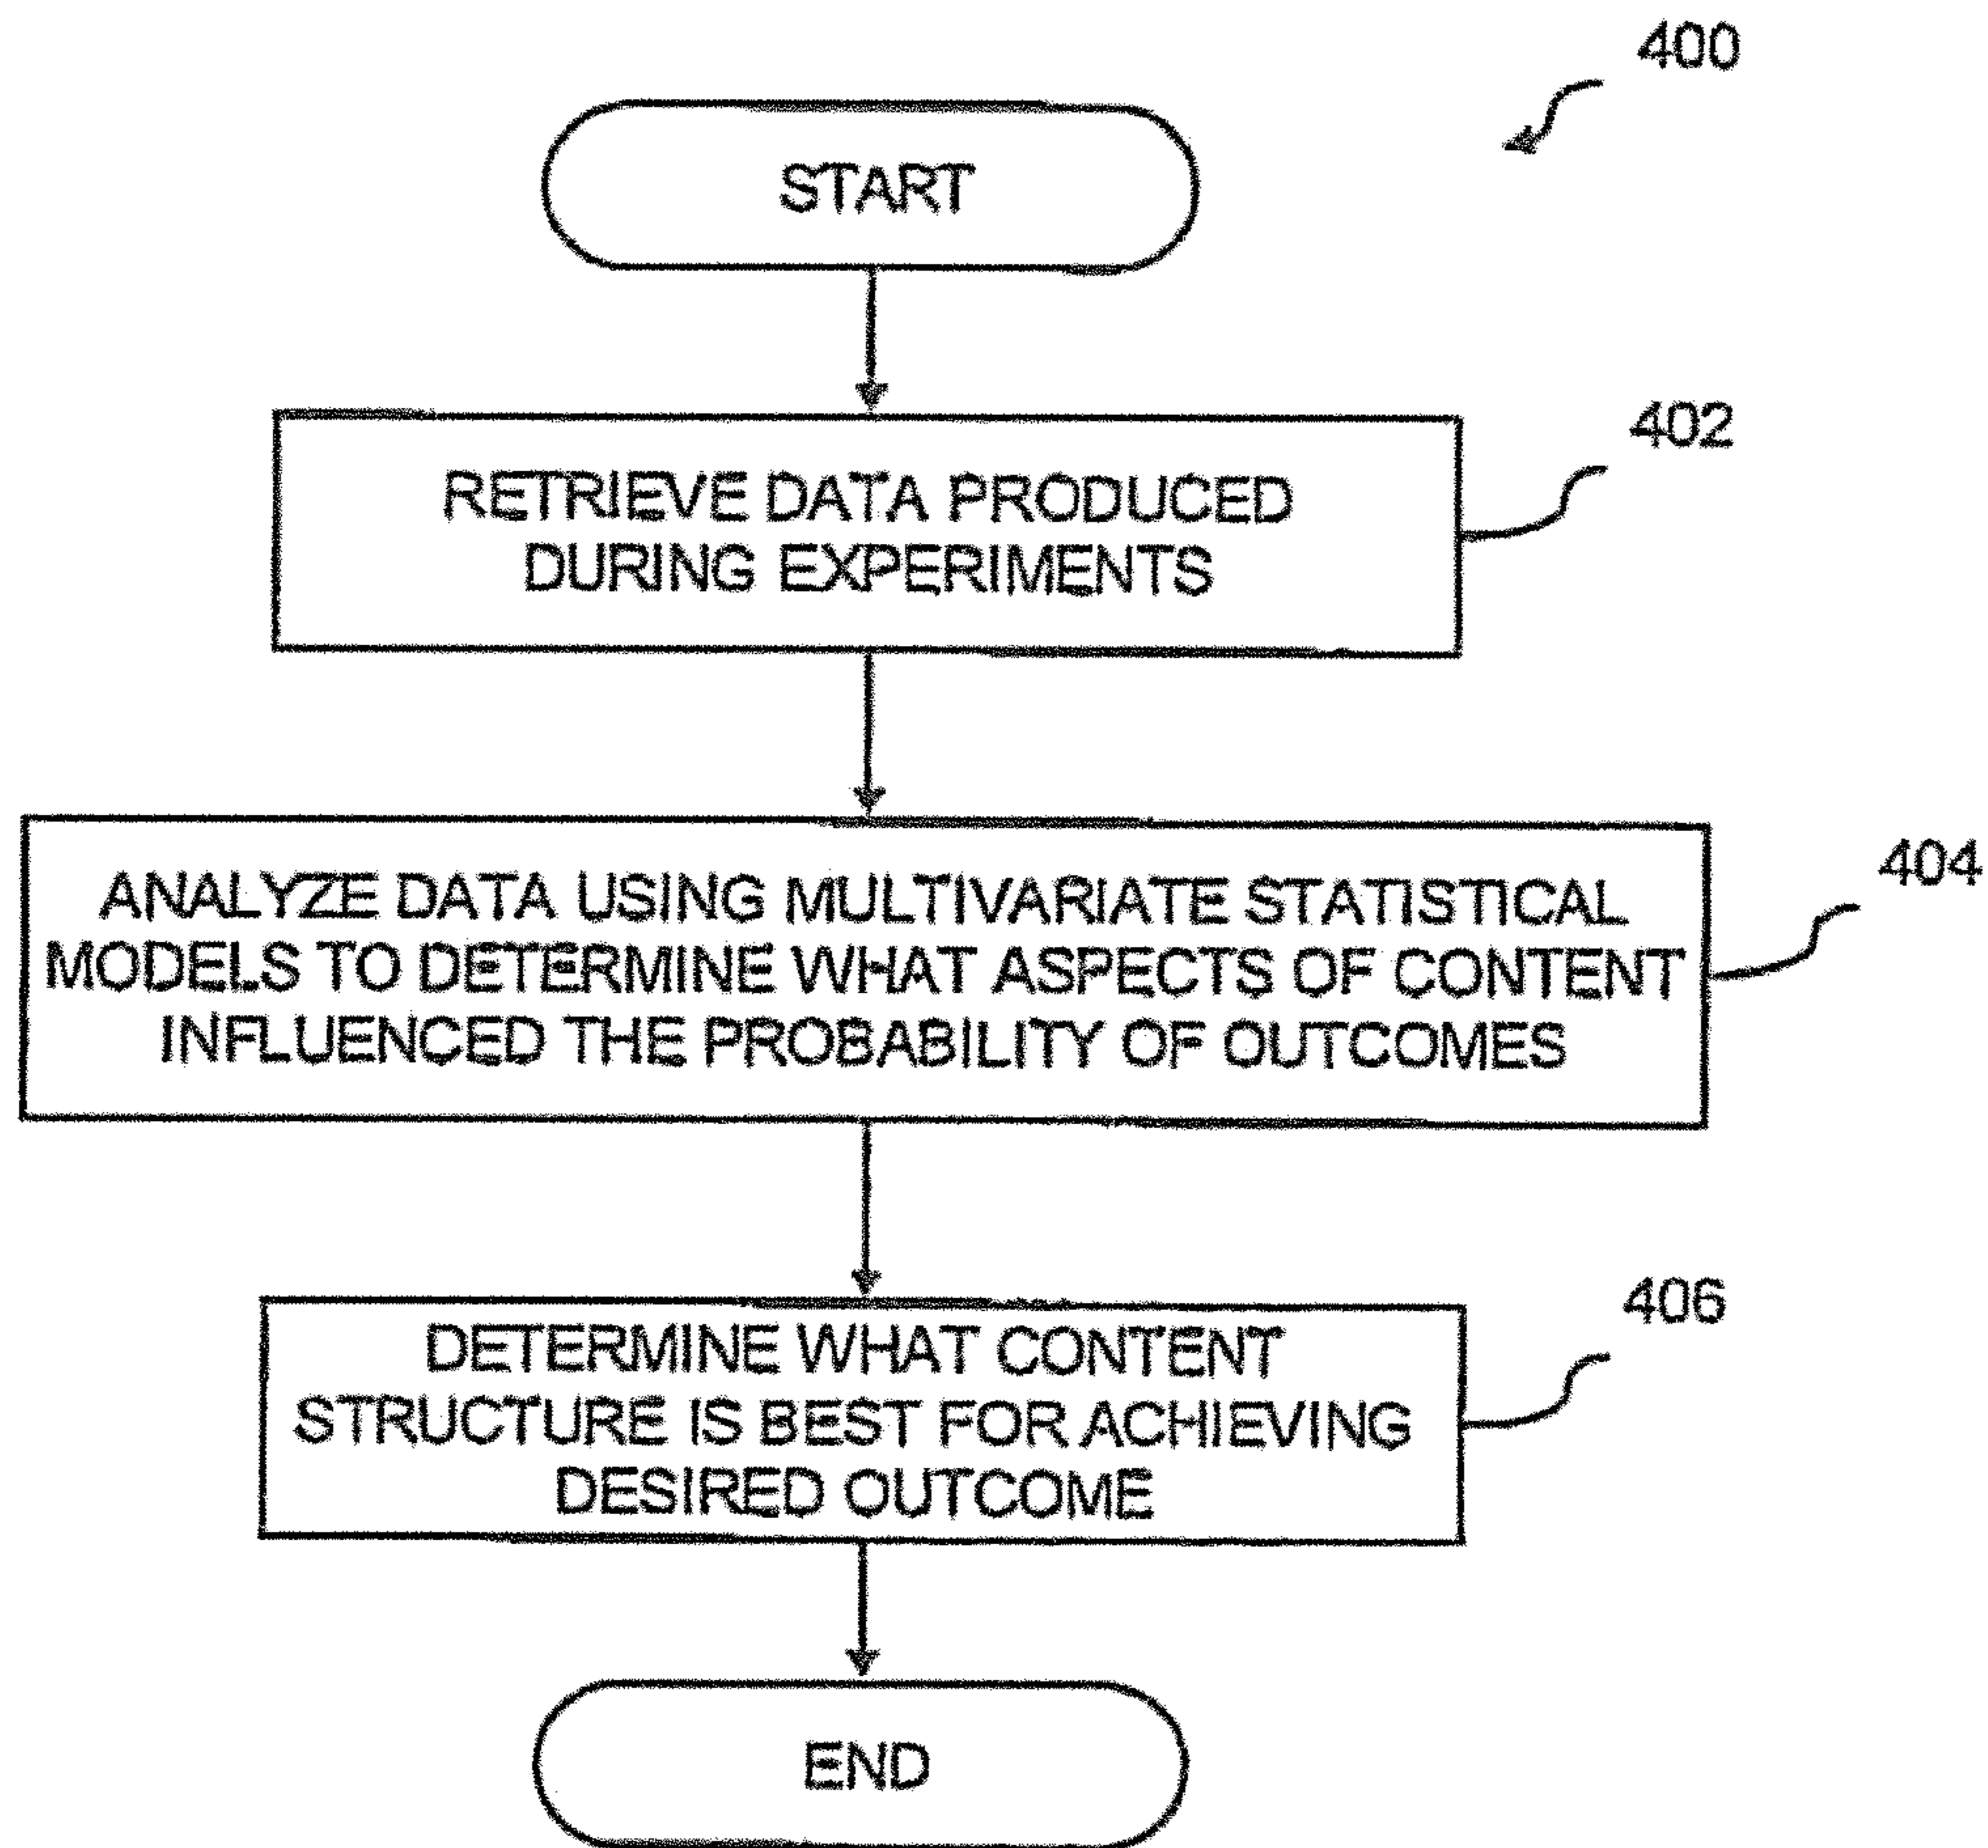 400
START
402
RETRIEVE DATA PRODUCED
DURING EXPERIMENTS
404
ANALYZE DATA USING MULTIVARIATE STATISTICAL
MODELS TO DETERMINE WHAT ASPECTS OF CONTENT
INFLUENCED THE PROBABILITY OF OUTCOMES
406
DETERMINE WHAT CONTENT
STRUCTURE IS BEST FOR ACHIEVING
DESIRED OUTCOME
END